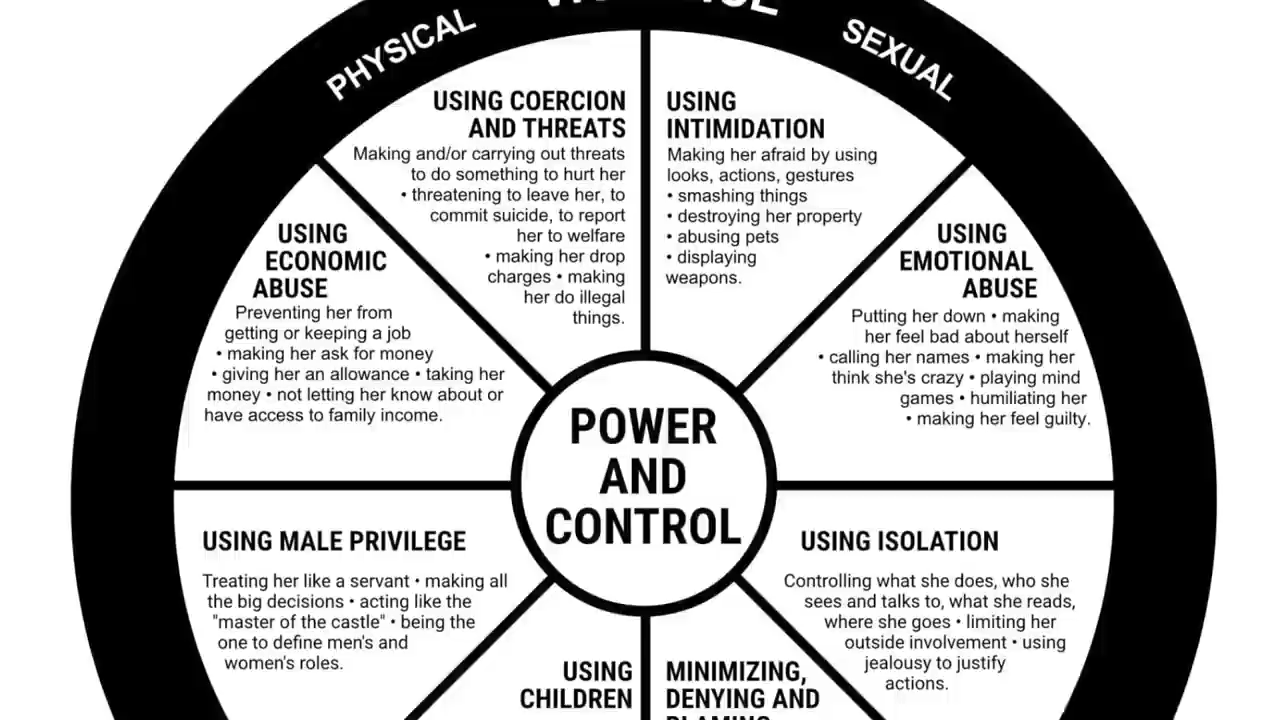 PHYSICAL
SEXUAL
USING COERCION
AND THREATS
Making and/or carrying out threats
to do something to hurt her
• threatening to leave her, to
commit suicide, to report
her to welfare
• making her drop
charges • making
her do illegal
things.
USING
INTIMIDATION
Making her afraid by using
looks, actions, gestures
• smashing things
• destroying her property
• abusing pets
• displaying
weapons.
USING
ECONOMIC
ABUSE
Preventing her from
getting or keeping a job
• making her ask for money
• giving her an allowance • taking her
money • not letting her know about or
have access to family income.
USING
EMOTIONAL
ABUSE
Putting her down • making
her feel bad about herself
• calling her names • making her
think she's crazy • playing mind
games • humiliating her
• making her feel guilty.
POWER
AND
CONTROL
USING MALE PRIVILEGE
Treating her like a servant • making all
the big decisions • acting like the
"master of the castle" • being the
one to define men's and
women's roles.
USING ISOLATION
Controlling what she does, who she
sees and talks to, what she reads,
where she goes • limiting her
outside involvement • using
jealousy to justify
actions.
USING
CHILDREN
MINIMIZING,
DENYING AND
BLAMING